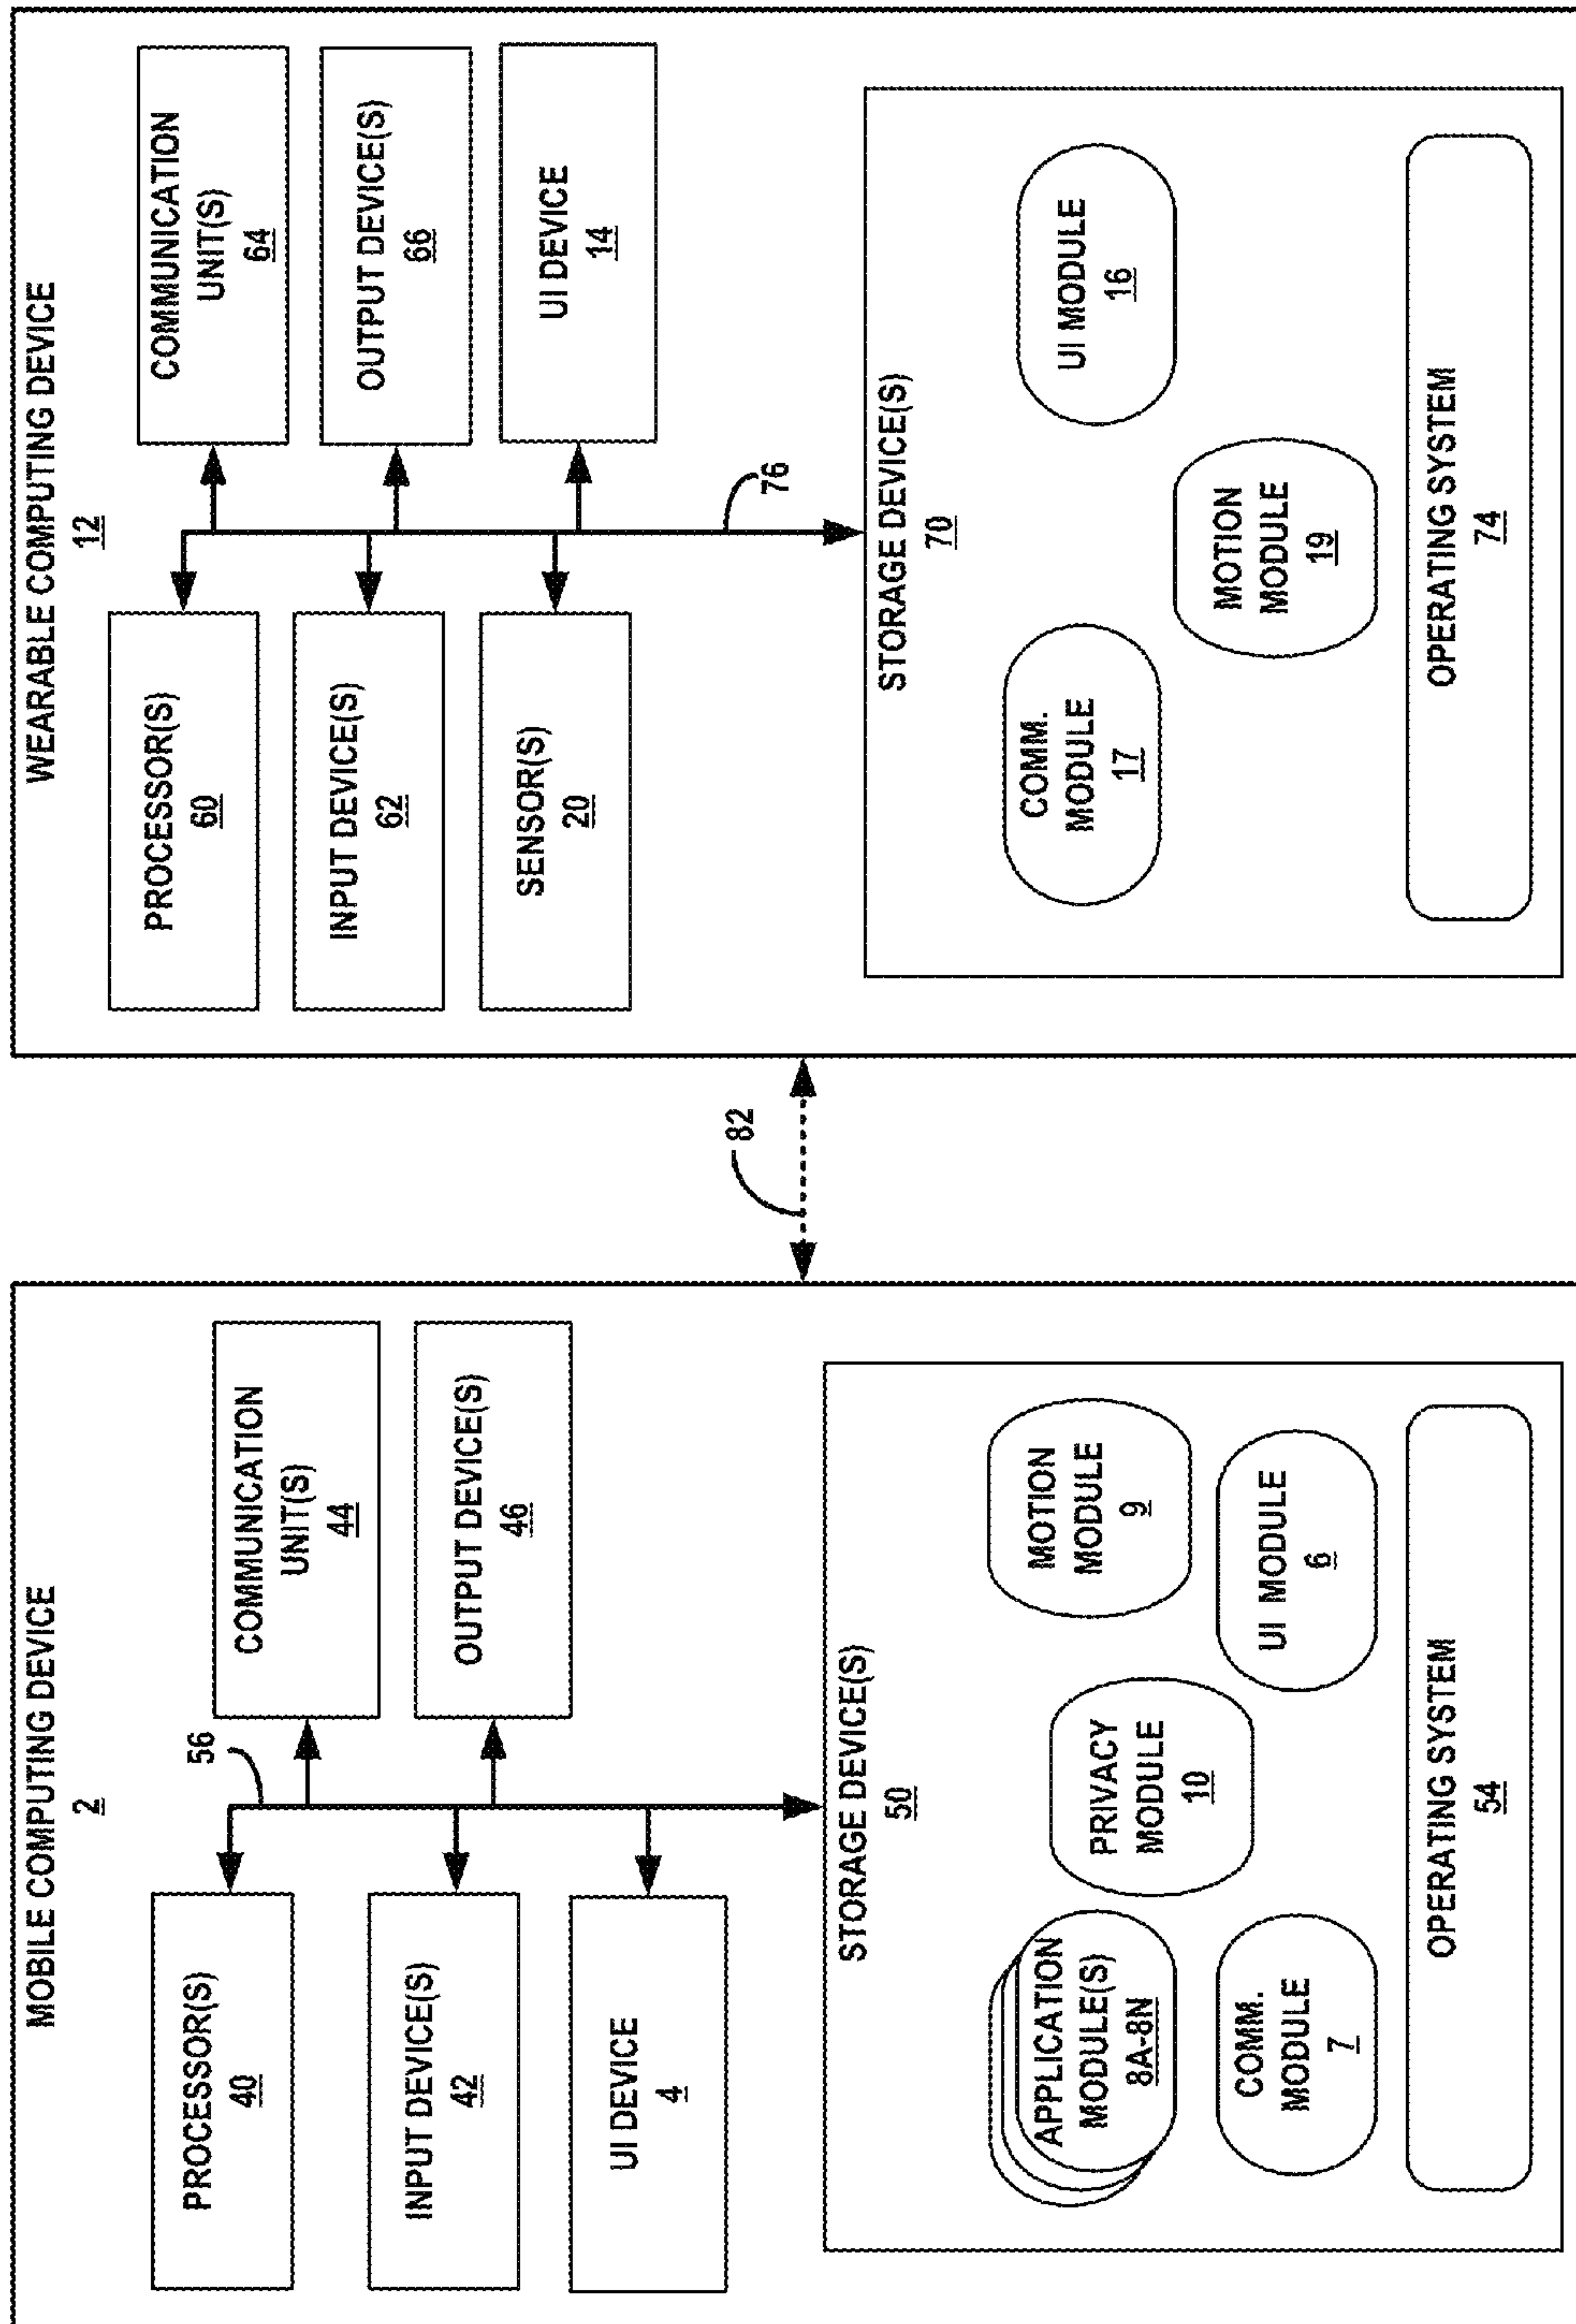 MOBILE COMPUTING DEVICE
2
56
PROCESSOR(S)
40
COMMUNICATION
UNIT(S)
44
INPUT DEVICE(S)
42
OUTPUT DEVICE(S)
46
UI DEVICE
4
STORAGE DEVICE(S)
50
APPLICATION
MODULE(S)
8A-8N
PRIVACY
MODULE
10
MOTION
MODULE
9
COMM.
MODULE
7
UI MODULE
6
OPERATING SYSTEM
54
82
WEARABLE COMPUTING DEVICE
12
PROCESSOR(S)
60
COMMUNICATION
UNIT(S)
64
INPUT DEVICE(S)
62
OUTPUT DEVICE(S)
66
SENSOR(S)
20
UI DEVICE
14
76
STORAGE DEVICE(S)
70
COMM.
MODULE
17
UI MODULE
16
MOTION
MODULE
19
OPERATING SYSTEM
74